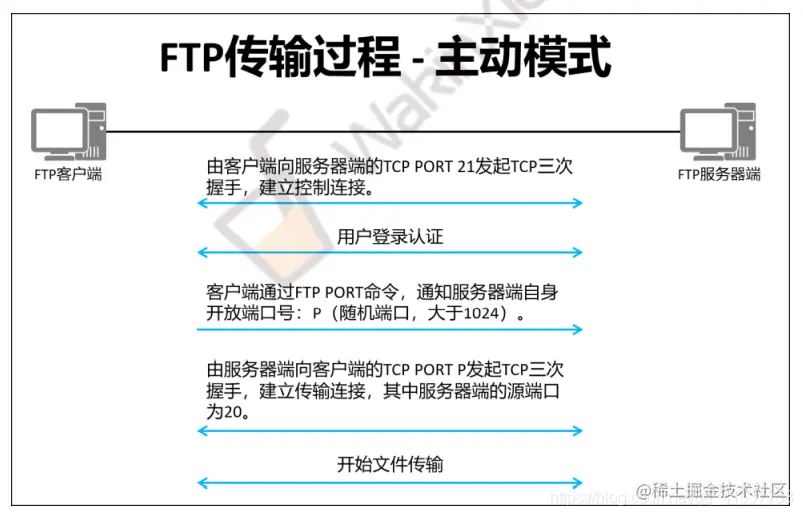 FTP传输过程 - 主动模式
FTP客户端
FTP服务器端
由客户端向服务器端的TCP PORT 21发起TCP三次
握手，建立控制连接。
用户登录认证
客户端通过FTP PORT命令，通知服务器端自身
开放端口号：P（随机端口，大于1024）。
由服务器端向客户端的TCP PORT P发起TCP三次
握手，建立传输连接，其中服务器端的源端口
为20。
开始文件传输
@稀土掘金技术社区